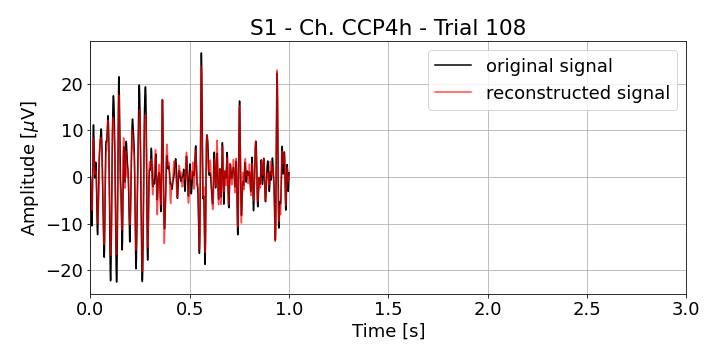 S1 - Ch. CCP4h - Trial 108
original signal
reconstructed signal
Amplitude [μV]
20
10
0
−10
−20
0.0 0.5 1.0 1.5 2.0 2.5 3.0
Time [s]